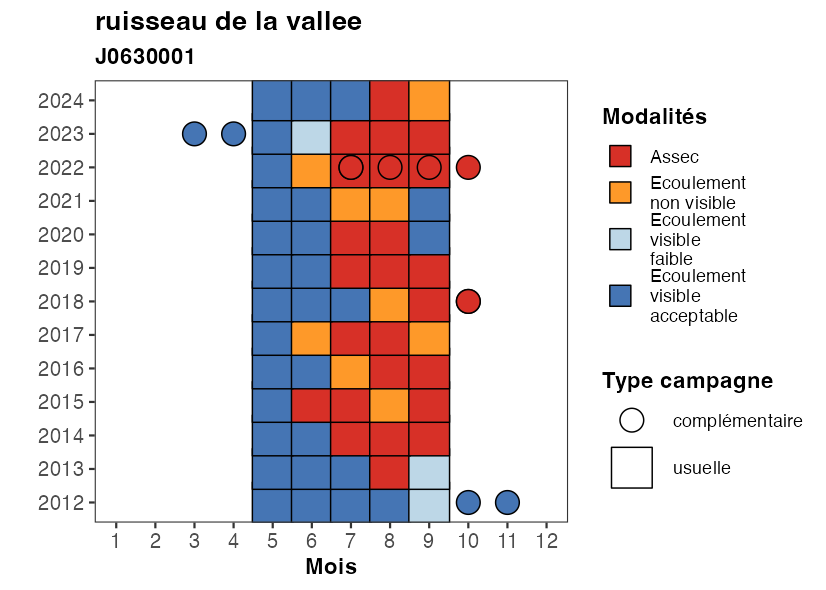 ruisseau de la vallee
J0630001
2024
2023
2022
2021
2020
2019
2018
2017
2016
2015
2014
2013
2012
1 2 3 4 5 6 7 8 9 10 11 12
Mois
Modalités
Assec
Ecoulement
non visible
Ecoulement
visible
faible
Ecoulement
visible
acceptable
Type campagne
complémentaire
usuelle